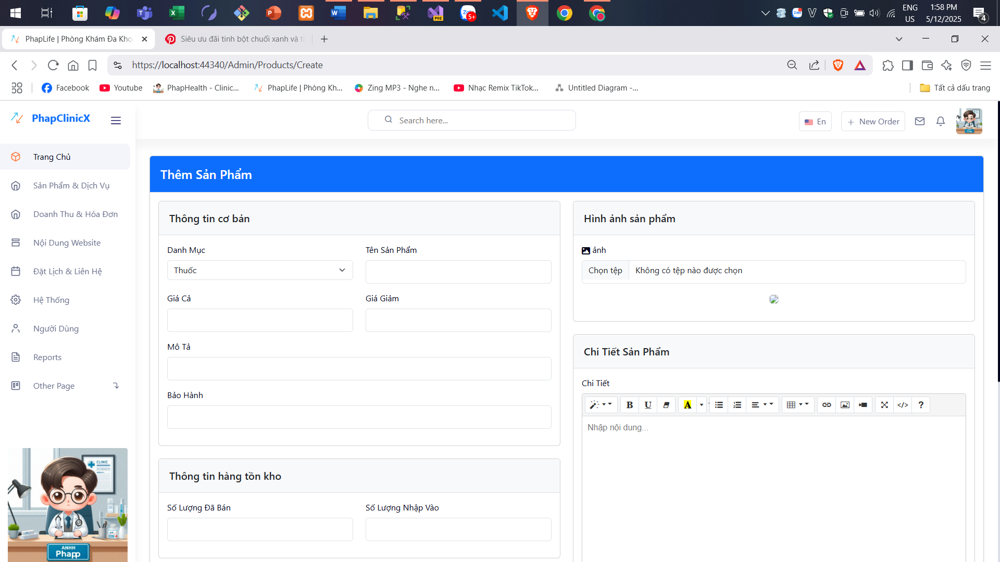 ENG
US
1:58 PM
5/12/2025
4
5+
PhapLife | Phòng Khám Đa Kho
Siêu ưu đãi tinh bột chuối xanh và ti
https://localhost:44340/Admin/Products/Create
Facebook
Youtube
PhapHealth - Clinic...
PhapLife | Phòng Kh...
Zing MP3 - Nghe n...
Nhạc Remix TikTok...
Untitled Diagram -...
Tất cả dấu trang
PhapClinicX
Search here...
En
New Order
Trang Chủ
Sản Phẩm & Dịch Vụ
Doanh Thu & Hóa Đơn
Nội Dung Website
Đặt Lịch & Liên Hệ
Hệ Thống
Người Dùng
Reports
Other Page
CLINIC
ANHH
Phapp
Thêm Sản Phẩm
Thông tin cơ bản
Danh Mục
Tên Sản Phẩm
Thuốc
Giá Cả
Giá Giảm
Mô Tả
Bảo Hành
Thông tin hàng tồn kho
Số Lượng Đã Bán
Số Lượng Nhập Vào
Hình ảnh sản phẩm
ảnh
Chọn tệp
Không có tệp nào được chọn
Chi Tiết Sản Phẩm
Chi Tiết
B U A </> ?
Nhập nội dung...